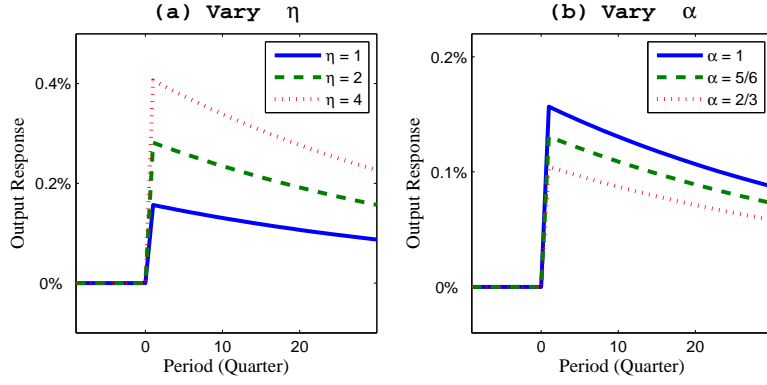 (a) Vary η
Output Response
0.4%
0.2%
0%
η = 1
η = 2
η = 4
0
10
20
Period (Quarter)
(b) Vary α
Output Response
0.2%
0.1%
0%
α = 1
α = 5/6
α = 2/3
0
10
20
Period (Quarter)